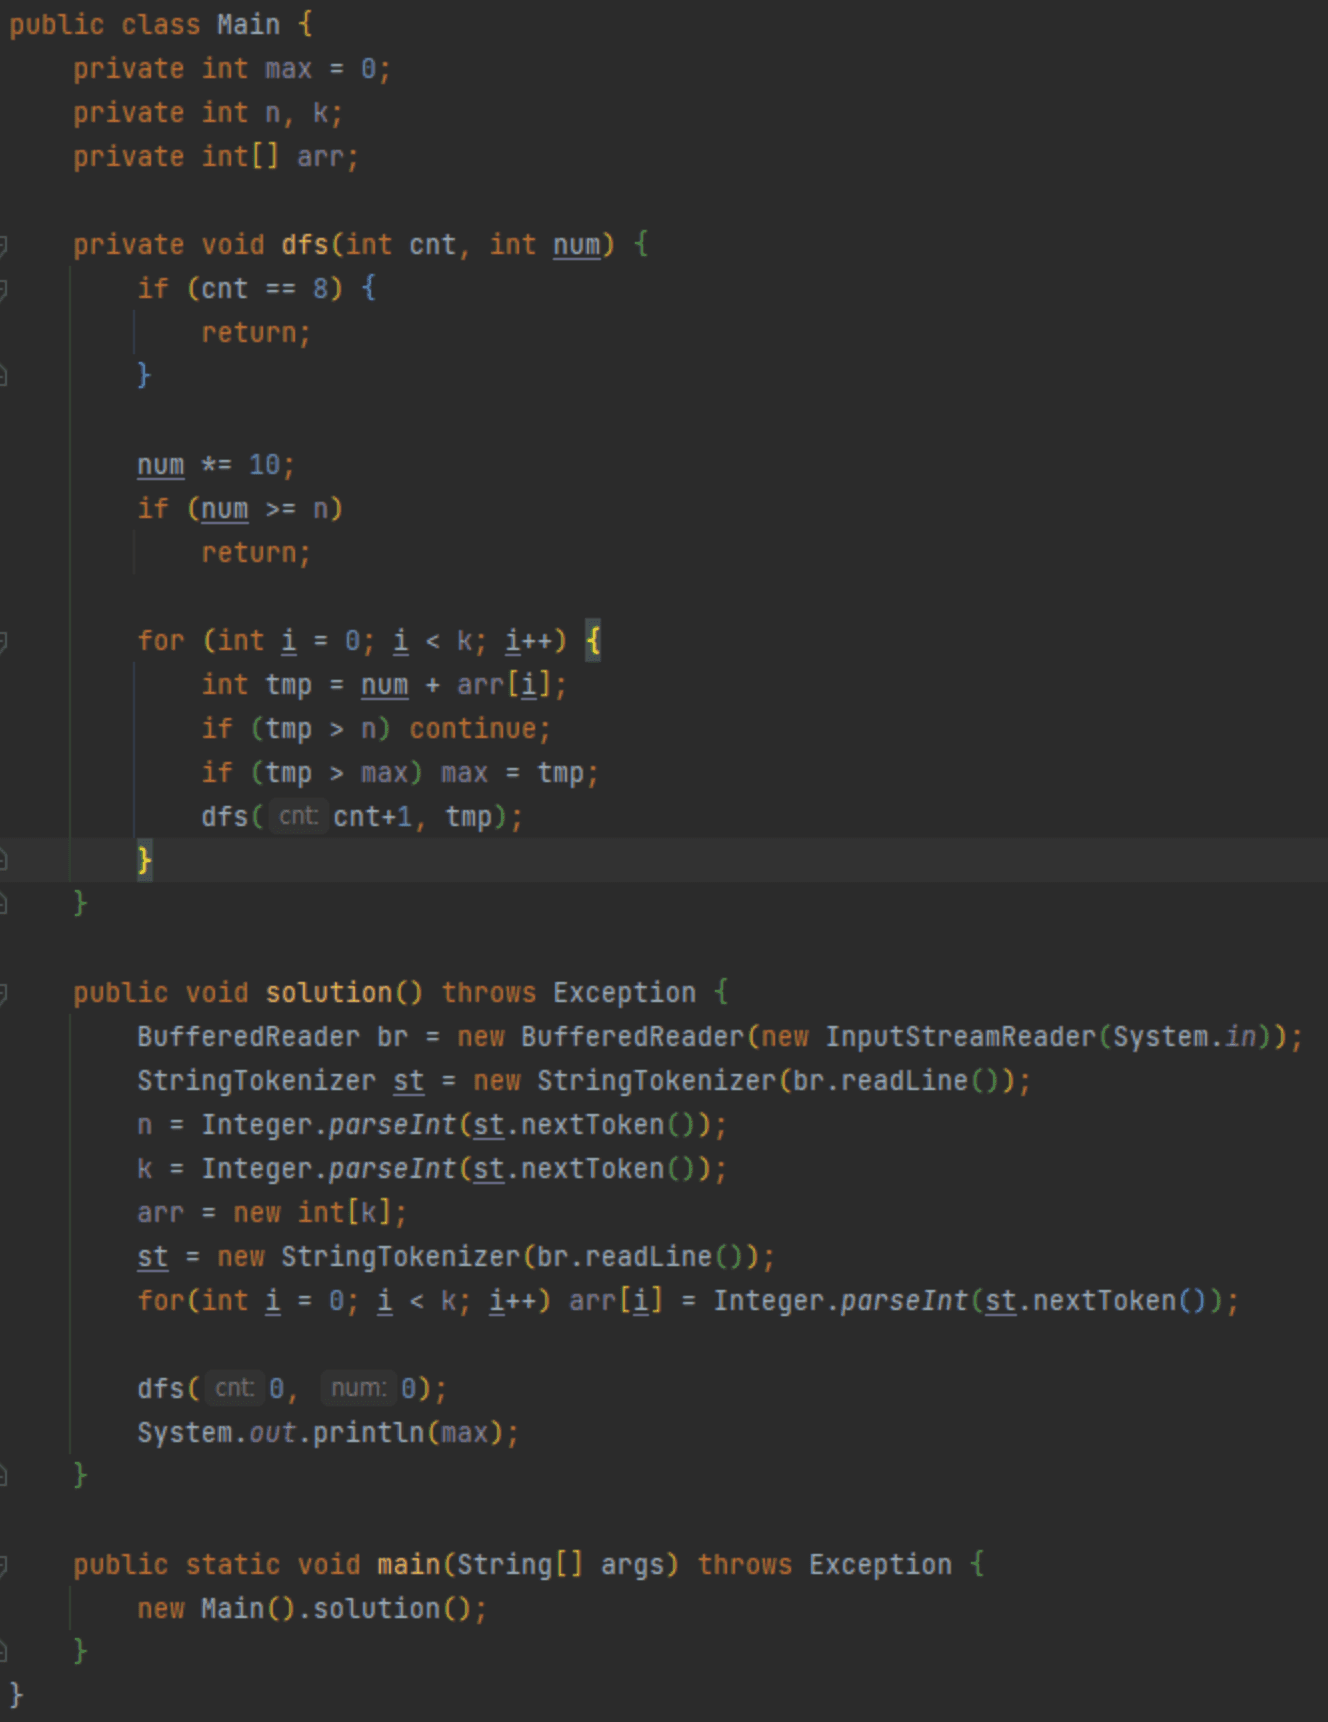 public class Main {
    private int max = 0;
    private int n, k;
    private int[] arr;

    private void dfs(int cnt, int num) {
        if (cnt == 8) {
            return;
        }

        num *= 10;
        if (num >= n)
            return;

        for (int i = 0; i < k; i++) {
            int tmp = num + arr[i];
            if (tmp > n) continue;
            if (tmp > max) max = tmp;
            dfs( cnt: cnt+1, tmp);
        }
    }

    public void solution() throws Exception {
        BufferedReader br = new BufferedReader(new InputStreamReader(System.in));
        StringTokenizer st = new StringTokenizer(br.readLine());
        n = Integer.parseInt(st.nextToken());
        k = Integer.parseInt(st.nextToken());
        arr = new int[k];
        st = new StringTokenizer(br.readLine());
        for(int i = 0; i < k; i++) arr[i] = Integer.parseInt(st.nextToken());

        dfs( cnt: 0, num: 0);
        System.out.println(max);
    }

    public static void main(String[] args) throws Exception {
        new Main().solution();
    }
}